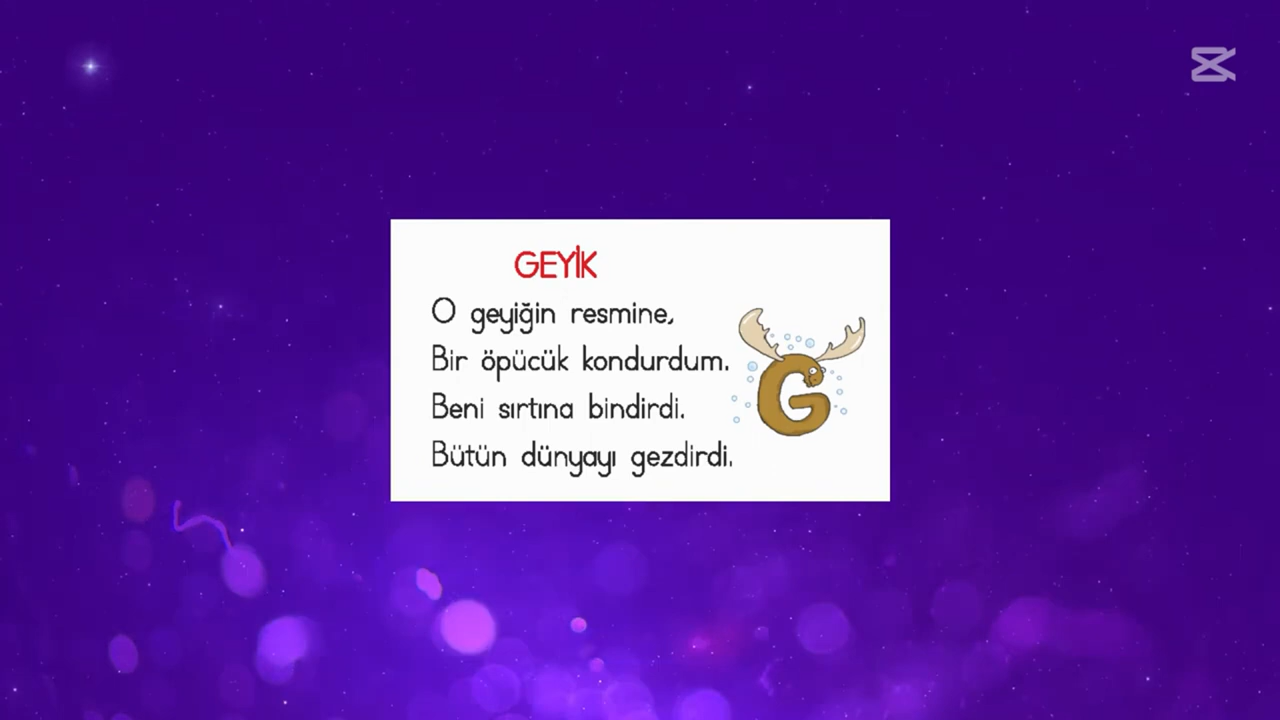 GEYİK
O geyiğin resmine,
Bir öpücük kondurdum.
Beni sırtına bindirdi.
Bütün dünyayı gezdirdi.